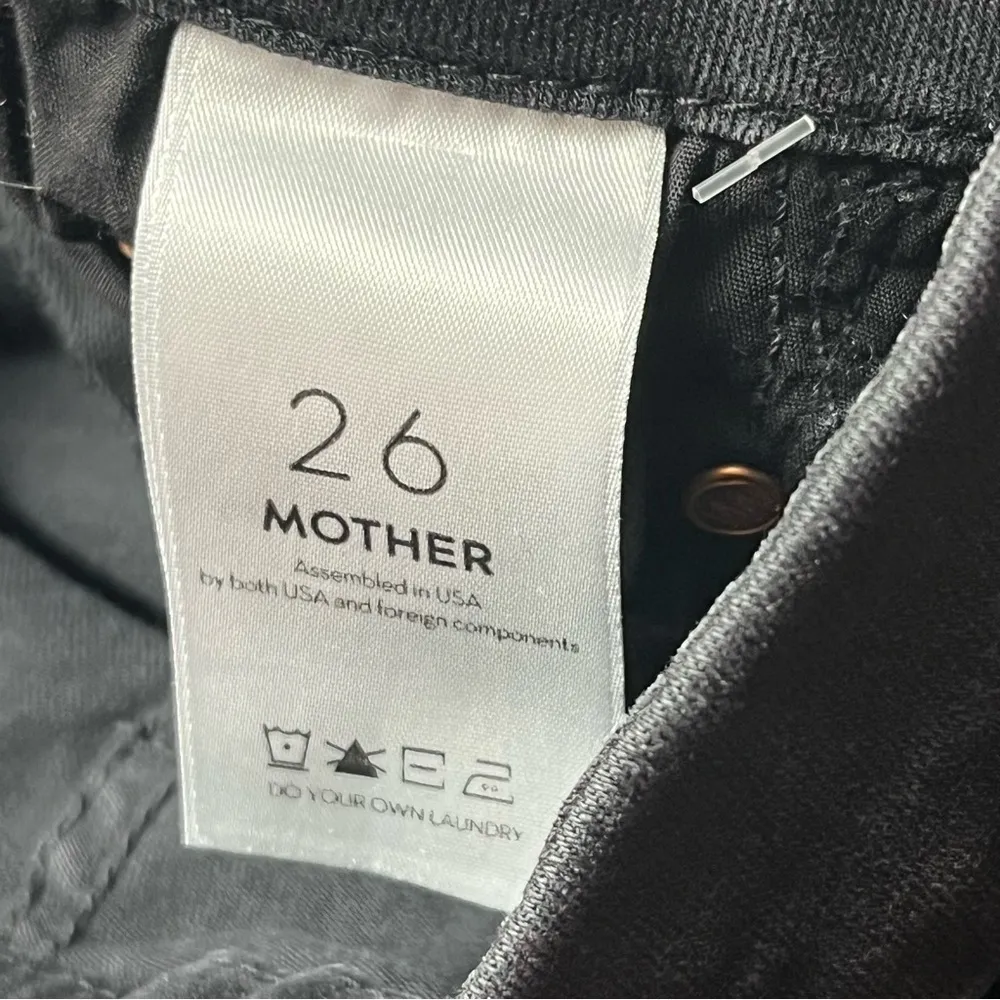 26
MOTHER
Assembled in USA
by both USA and foreign components
DO YOUR OWN LAUNDRY